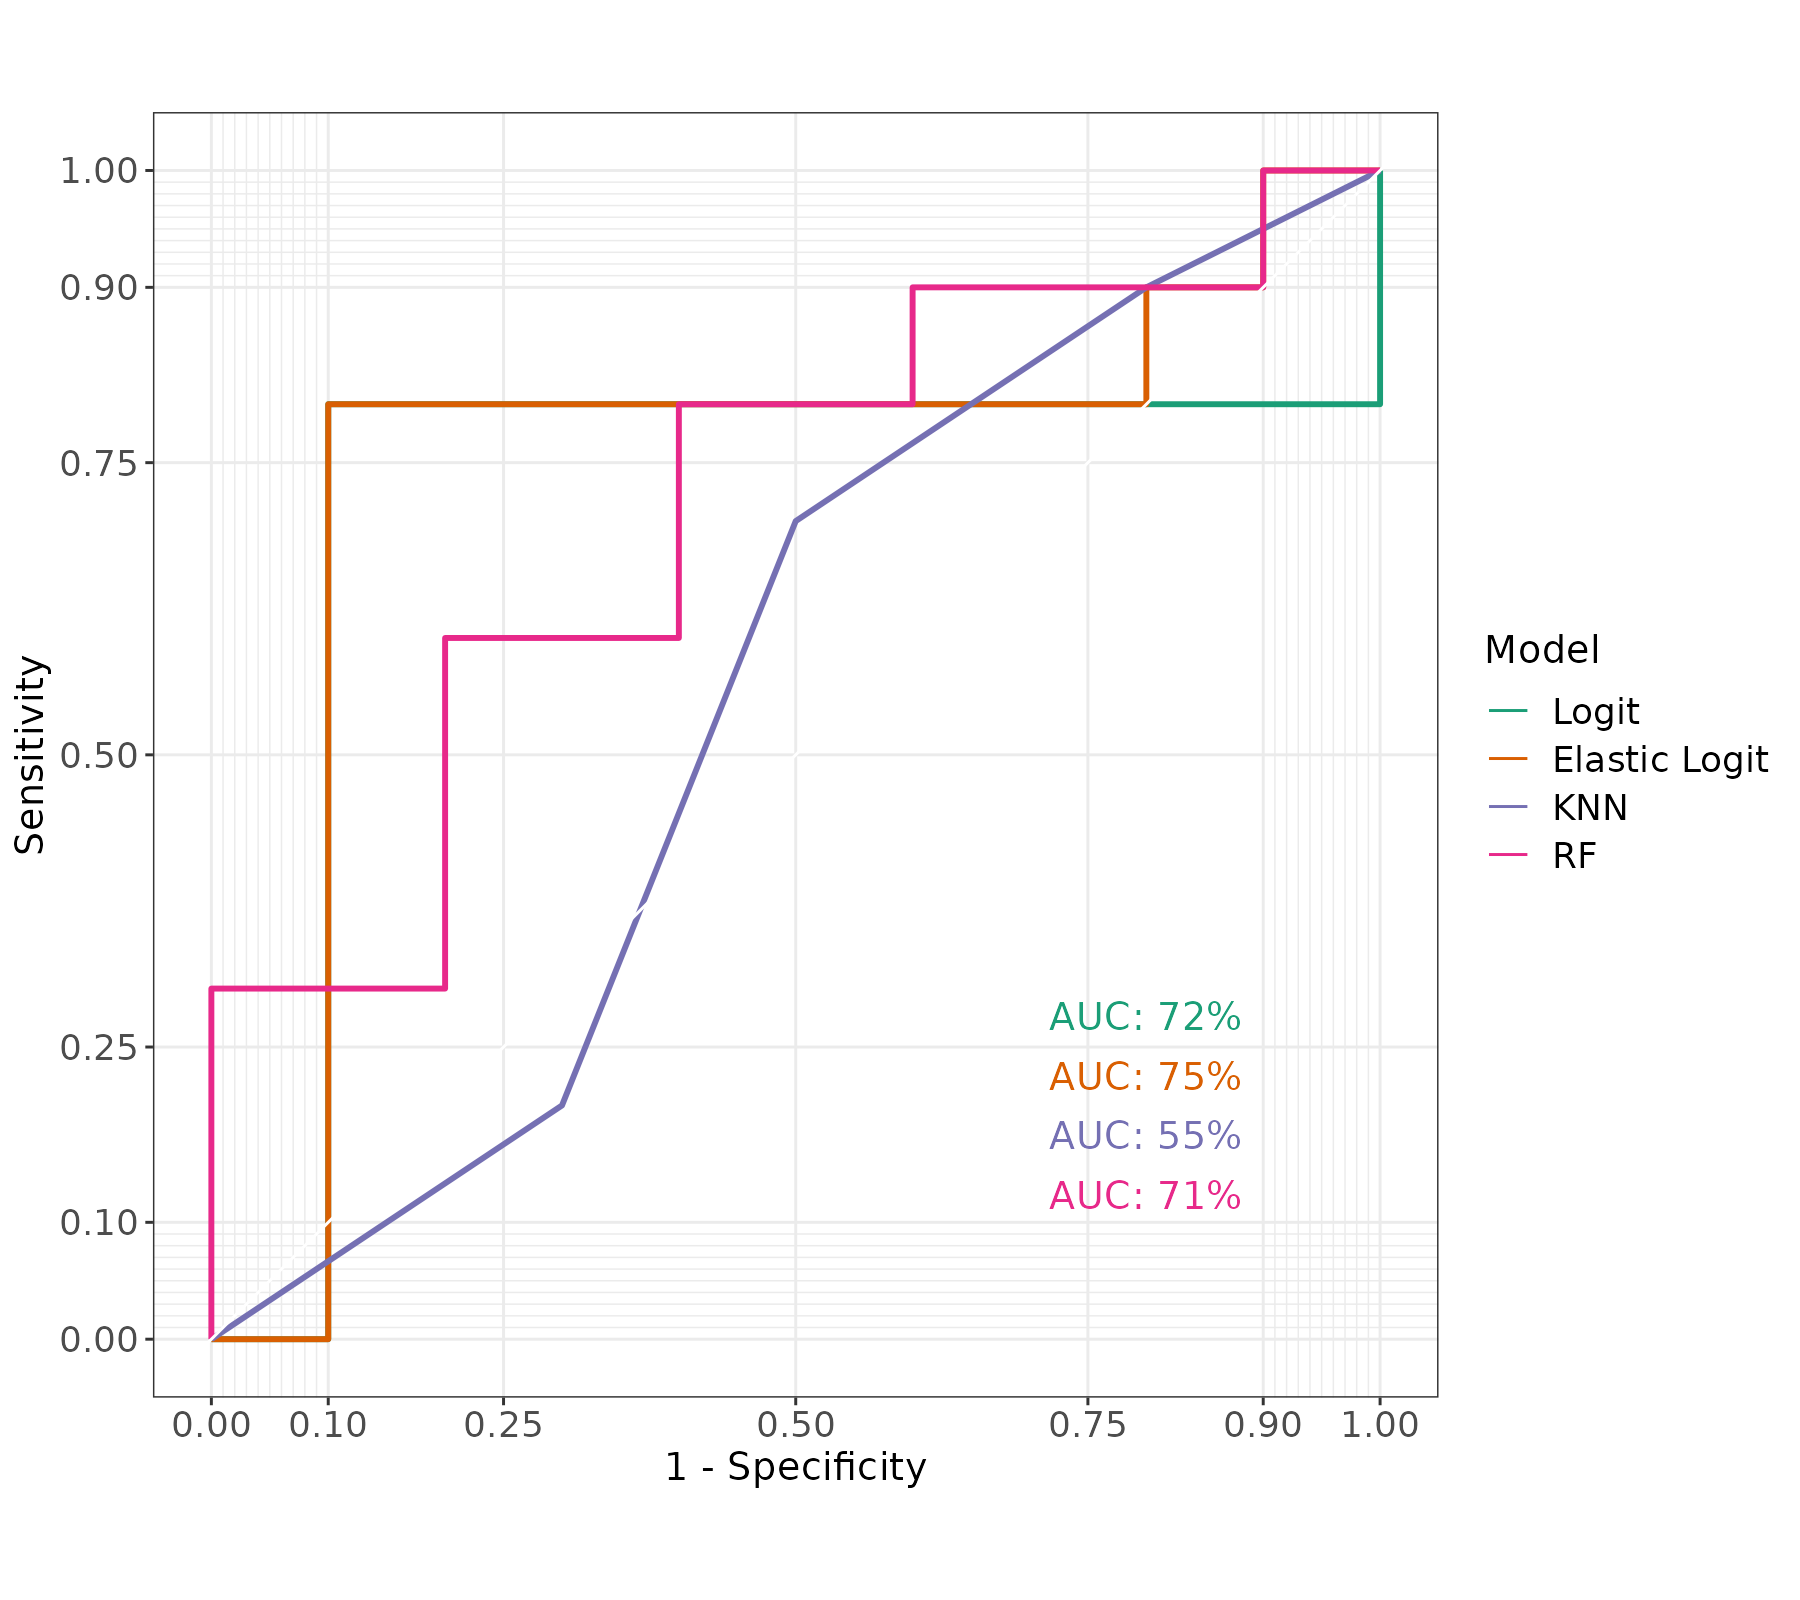 1.00
0.90
0.75
0.50
0.25
0.10
0.00
Sensitivity
0.00 0.10 0.25 0.50 0.75 0.90 1.00
1 - Specificity
AUC: 72%
AUC: 75%
AUC: 55%
AUC: 71%
Model
Logit
Elastic Logit
KNN
RF